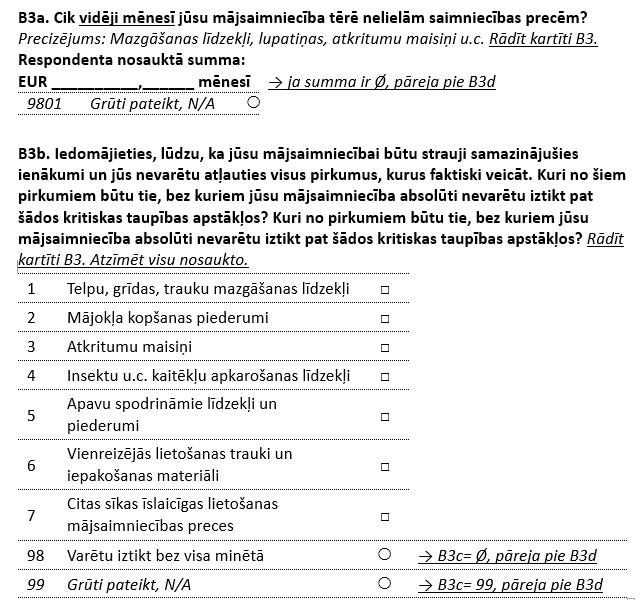 B3a. Cik vidēji mēnesī jūsu mājsaimniecība tērē nelielām saimniecības precēm?
Precizējums: Mazgāšanas līdzekļi, lupatiņas, atkritumu maisiņi u.c. Rādīt kartīti B3.
Respondenta nosauktā summa:
EUR __________,______ mēnesī → ja summa ir Ø, pāreja pie B3d
9801 Grūti pateikt, N/A ○
B3b. Iedomājieties, lūdzu, ka jūsu mājsaimniecībai būtu strauji samazinājušies
ienākumi un jūs nevarētu atļauties visus pirkumus, kurus faktiski veicāt. Kuri no šiem
pirkumiem būtu tie, bez kuriem jūsu mājsaimniecība absolūti nevarētu iztikt pat
šādos kritiskas taupības apstākļos? Kuri no pirkumiem būtu tie, bez kuriem jūsu
mājsaimniecība absolūti nevarētu iztikt pat šādos kritiskas taupības apstākļos? Rādīt
kartīti B3. Atzīmēt visu nosaukto.
1 Telpu, grīdas, trauku mazgāšanas līdzekļi □
2 Mājokļa kopšanas piederumi □
3 Atkritumu maisiņi □
4 Insektu u.c. kaitēkļu apkarošanas līdzekļi □
5 Apavu spodrināmie līdzekļi un
piederumi □
6 Vienreizējās lietošanas trauki un
iepakošanas materiāli □
7 Citas sīkas īslaicīgas lietošanas
mājsaimniecības preces □
98 Varētu iztikt bez visa minētā ○ → B3c= Ø, pāreja pie B3d
99 Grūti pateikt, N/A ○ → B3c= 99, pāreja pie B3d